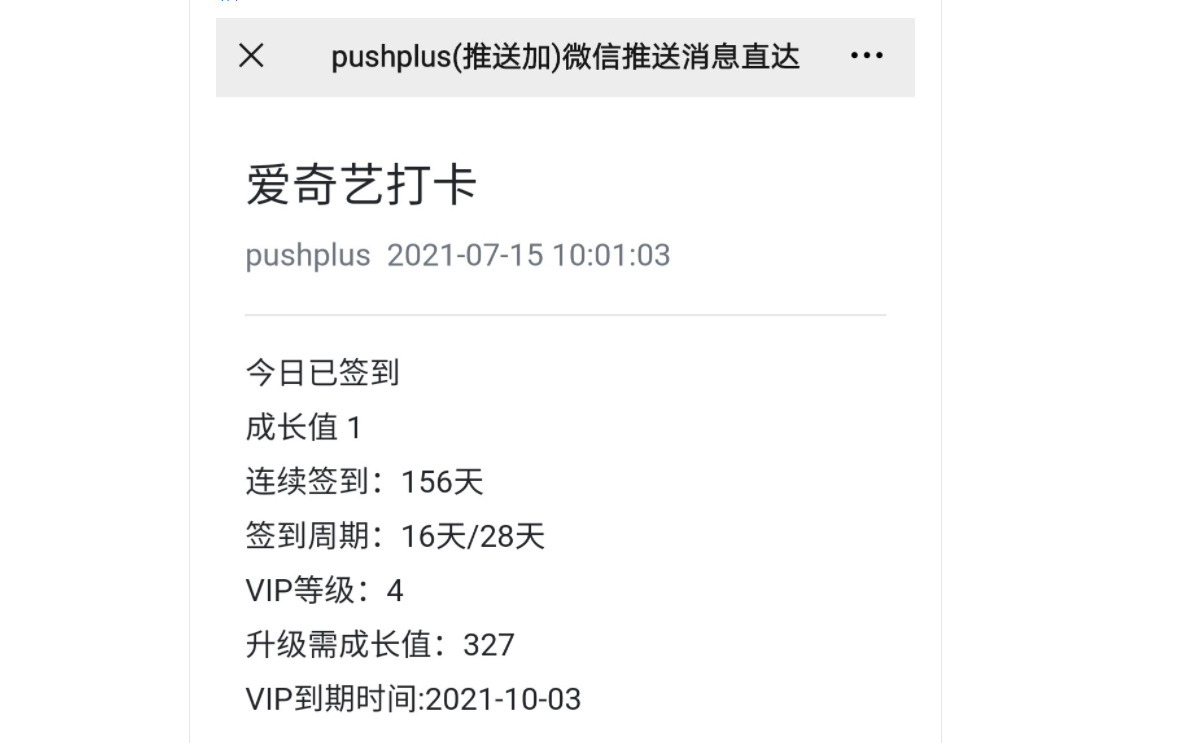 pushplus(推送加)微信推送消息直达
爱奇艺打卡
pushplus 2021-07-15 10:01:03
今日已签到
成长值 1
连续签到：156天
签到周期：16天/28天
VIP等级：4
升级需成长值：327
VIP到期时间:2021-10-03